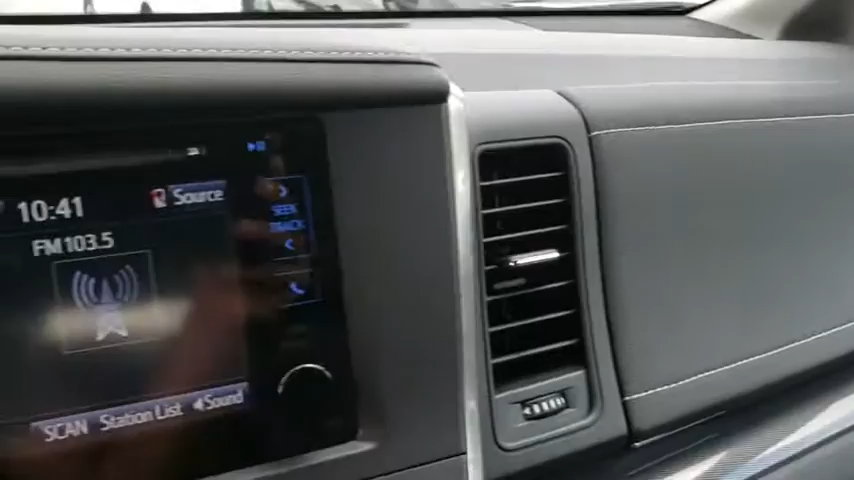 10:41
Source
FM 103.5
SEEK
TRACK
SCAN
Station List
Sound